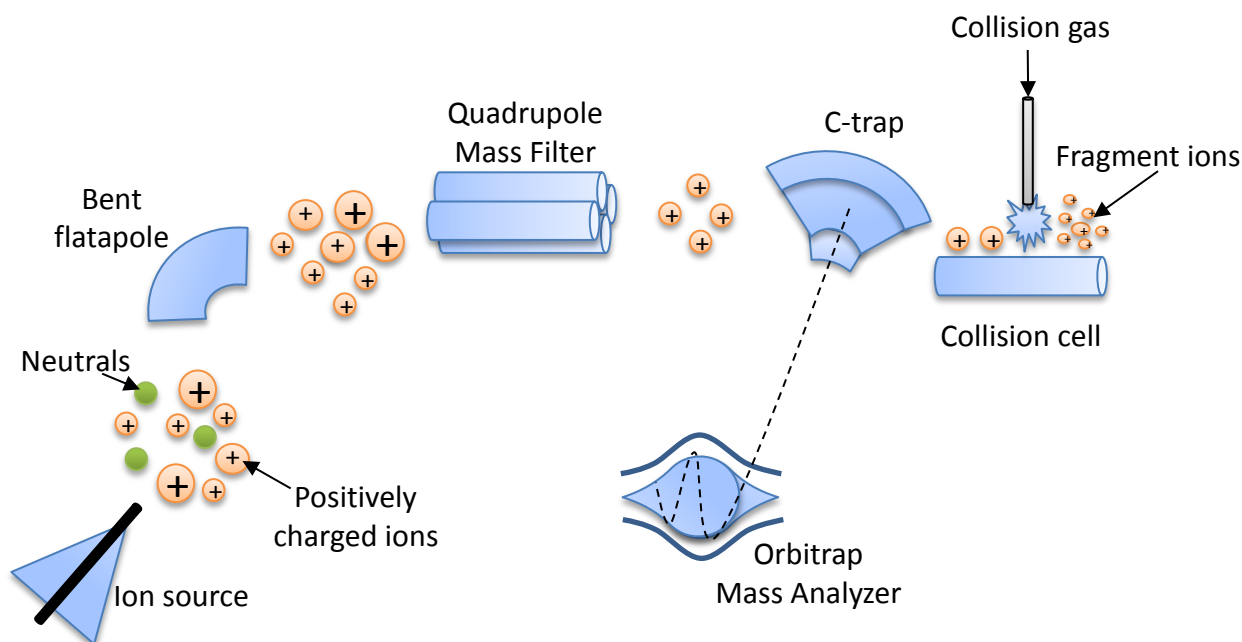 Collision gas
Quadrupole
Mass Filter
C-trap
Fragment ions
Bent
flatapole
Collision cell
Neutrals
Positively
charged ions
Orbitrap
Mass Analyzer
Ion source